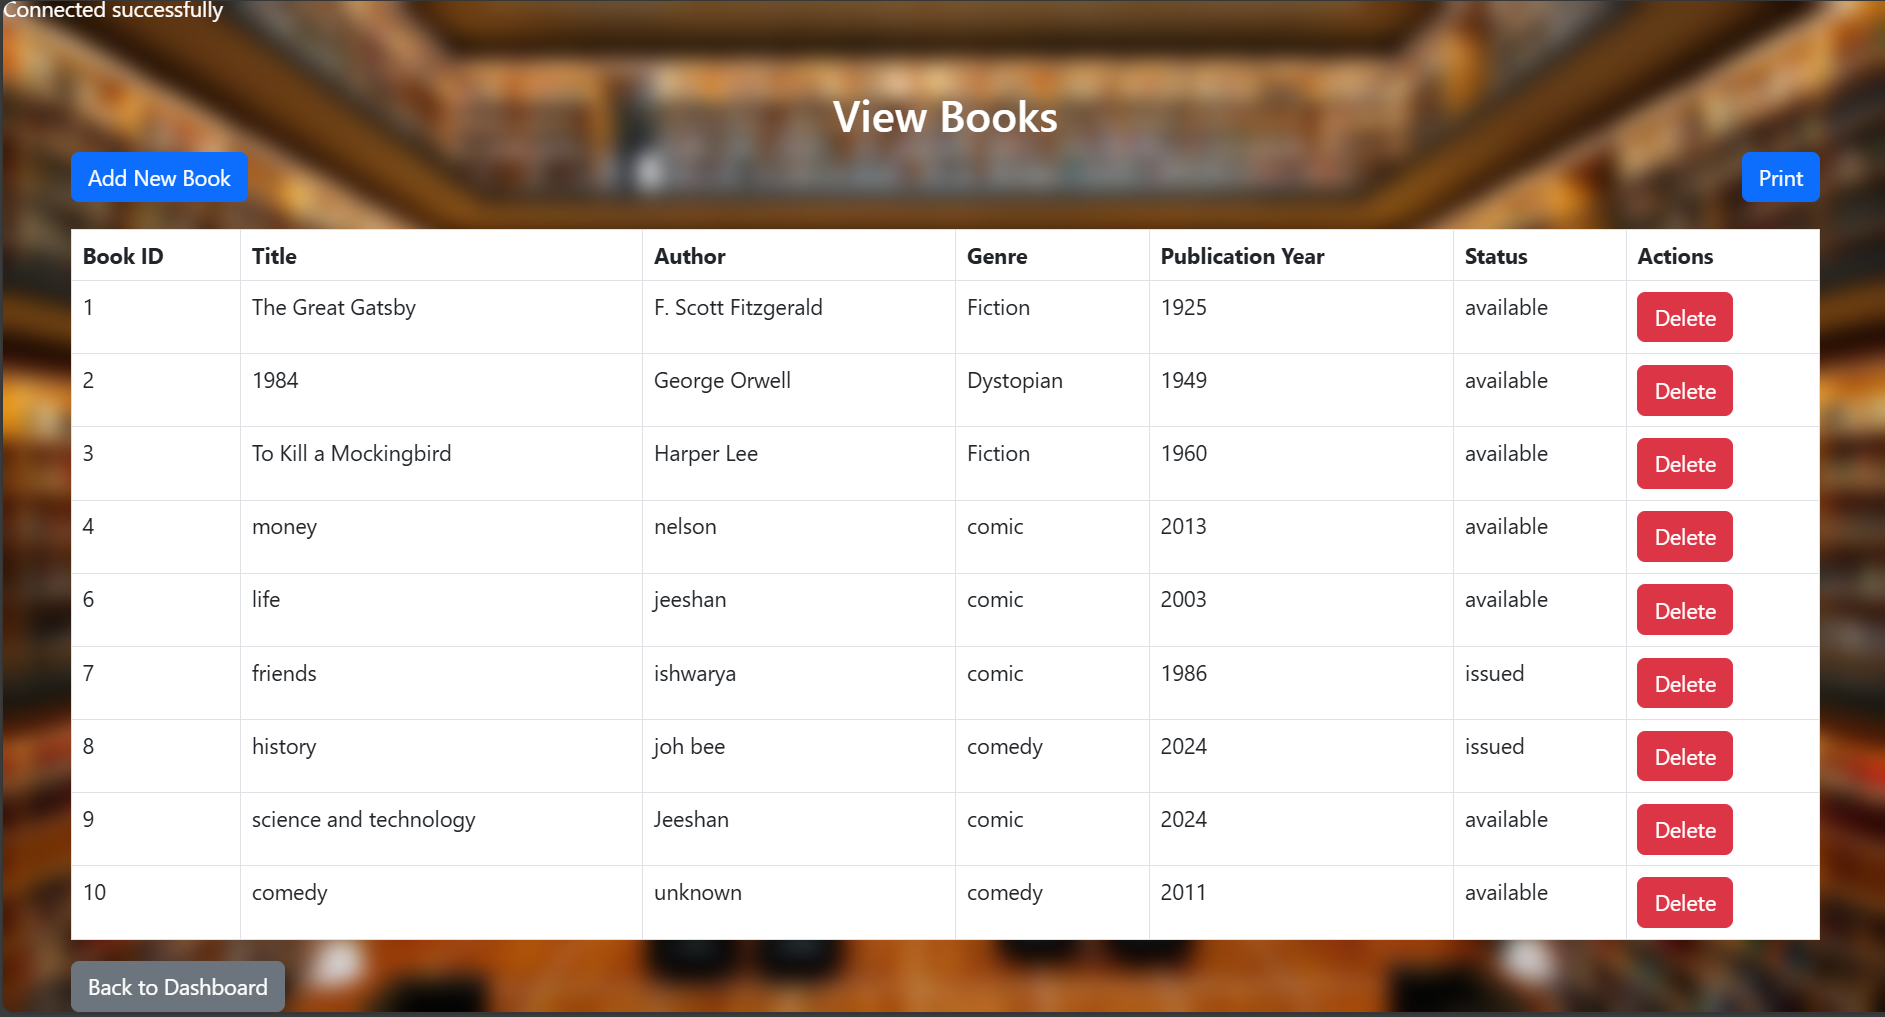 Connected successfully
View Books
Add New Book Print
Book ID Title Author Genre Publication Year Status Actions
1 The Great Gatsby F. Scott Fitzgerald Fiction 1925 available Delete
2 1984 George Orwell Dystopian 1949 available Delete
3 To Kill a Mockingbird Harper Lee Fiction 1960 available Delete
4 money nelson comic 2013 available Delete
6 life jeeshan comic 2003 available Delete
7 friends ishwarya comic 1986 issued Delete
8 history joh bee comedy 2024 issued Delete
9 science and technology Jeeshan comic 2024 available Delete
10 comedy unknown comedy 2011 available Delete
Back to Dashboard